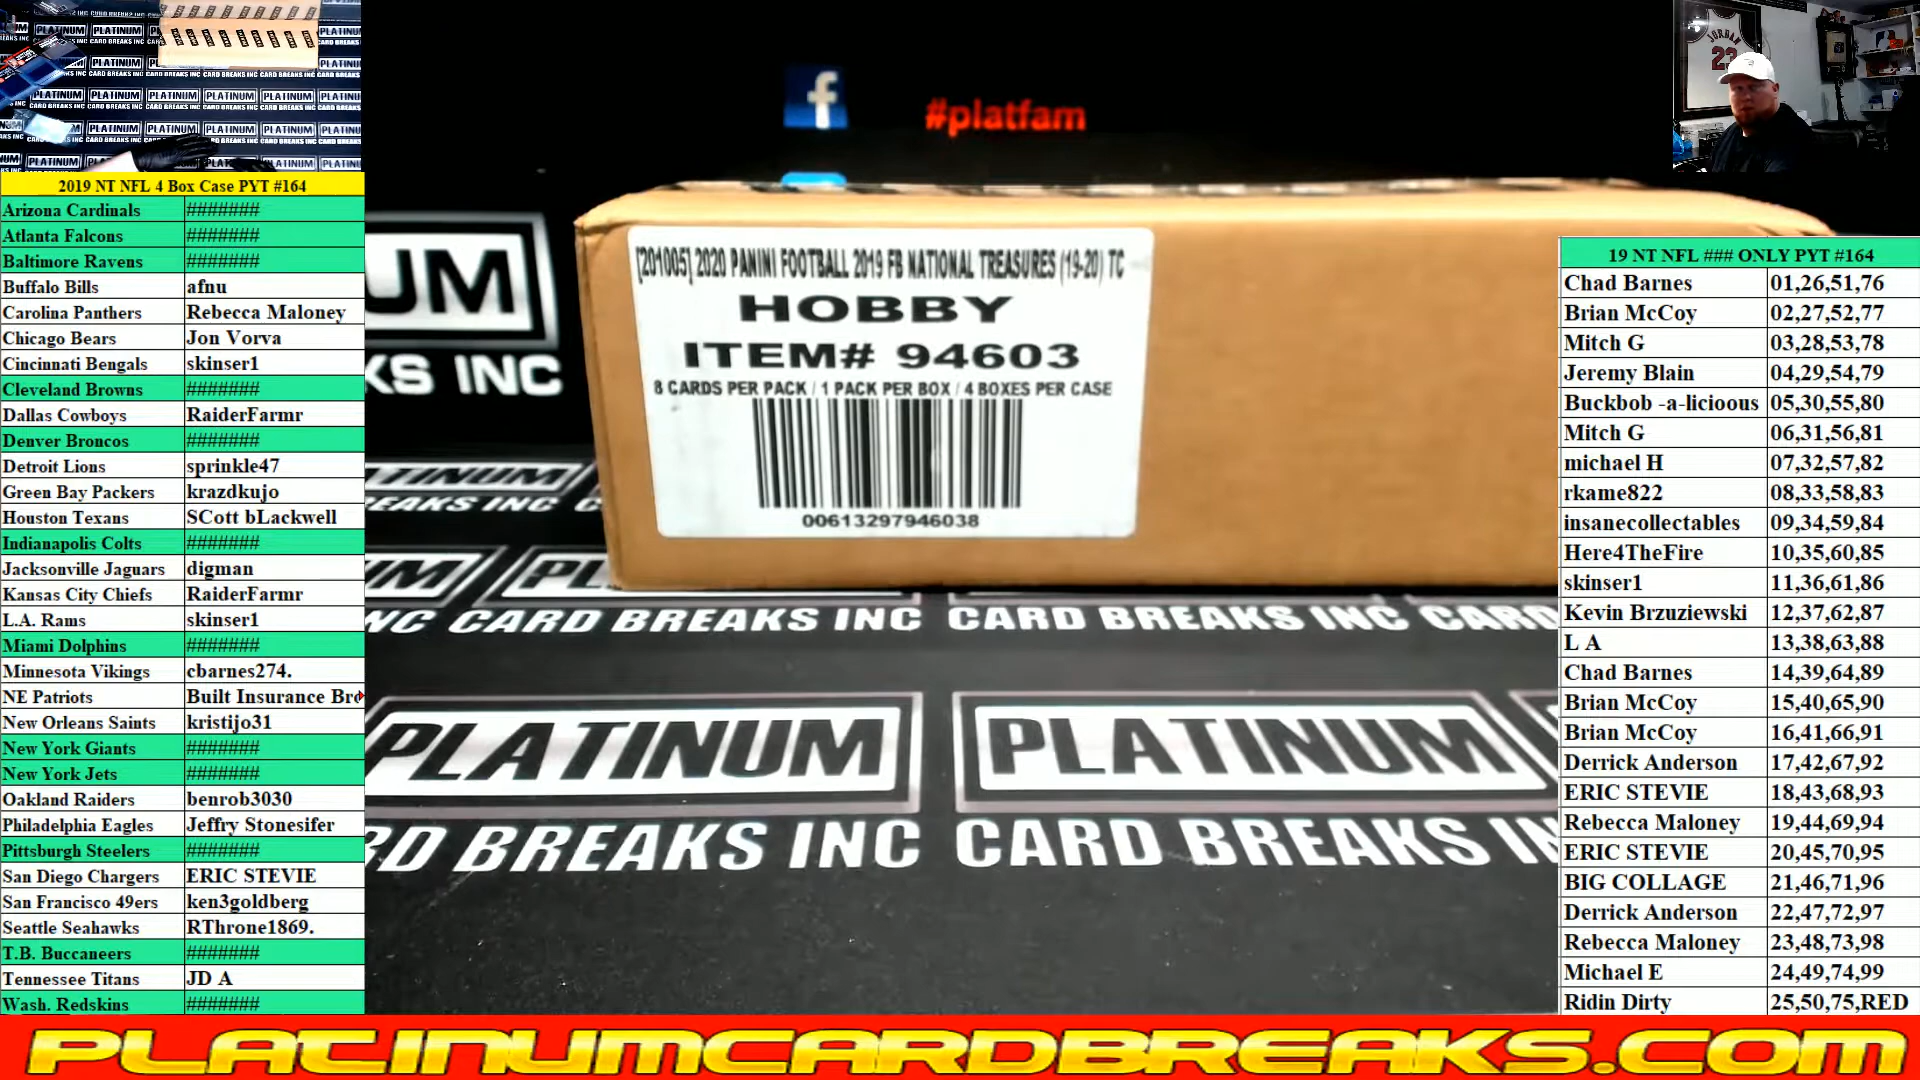 2019 NT NFL 4 Box Case PYT #164
Arizona Cardinals #######
Atlanta Falcons #######
Baltimore Ravens #######
Buffalo Bills afnu
Carolina Panthers Rebecca Maloney
Chicago Bears Jon Vorva
Cincinnati Bengals skinser1
Cleveland Browns #######
Dallas Cowboys RaiderFarmr
Denver Broncos #######
Detroit Lions sprinkle47
Green Bay Packers krazdkujo
Houston Texans SCott bLackwell
Indianapolis Colts #######
Jacksonville Jaguars digman
Kansas City Chiefs RaiderFarmr
L.A. Rams skinser1
Miami Dolphins #######
Minnesota Vikings cbarnes274.
NE Patriots Built Insurance Bro
New Orleans Saints kristijo31
New York Giants #######
New York Jets #######
Oakland Raiders benrob3030
Philadelphia Eagles Jeffry Stonesifer
Pittsburgh Steelers #######
San Diego Chargers ERIC STEVIE
San Francisco 49ers ken3goldberg
Seattle Seahawks RThrone1869.
T.B. Buccaneers #######
Tennessee Titans JD A
Wash. Redskins #######
f
#platfam
JORDAN
23
[201005] 2020 PANINI FOOTBALL 2019 FB NATIONAL TREASURES (19-20) TC
HOBBY
ITEM# 94603
8 CARDS PER PACK / 1 PACK PER BOX / 4 BOXES PER CASE
00613297946038
UM
KS INC
CARD BREAKS INC CARD BREAKS INC CARD
PLATINUM PLATINUM
RD BREAKS INC CARD BREAKS IN
19 NT NFL ### ONLY PYT #164
Chad Barnes 01,26,51,76
Brian McCoy 02,27,52,77
Mitch G 03,28,53,78
Jeremy Blain 04,29,54,79
Buckbob -a-licioous 05,30,55,80
Mitch G 06,31,56,81
michael H 07,32,57,82
rkame822 08,33,58,83
insanecollectables 09,34,59,84
Here4TheFire 10,35,60,85
skinser1 11,36,61,86
Kevin Brzuziewski 12,37,62,87
L A 13,38,63,88
Chad Barnes 14,39,64,89
Brian McCoy 15,40,65,90
Brian McCoy 16,41,66,91
Derrick Anderson 17,42,67,92
ERIC STEVIE 18,43,68,93
Rebecca Maloney 19,44,69,94
ERIC STEVIE 20,45,70,95
BIG COLLAGE 21,46,71,96
Derrick Anderson 22,47,72,97
Rebecca Maloney 23,48,73,98
Michael E 24,49,74,99
Ridin Dirty 25,50,75,RED
PLATINUMCARDBREAKS.COM